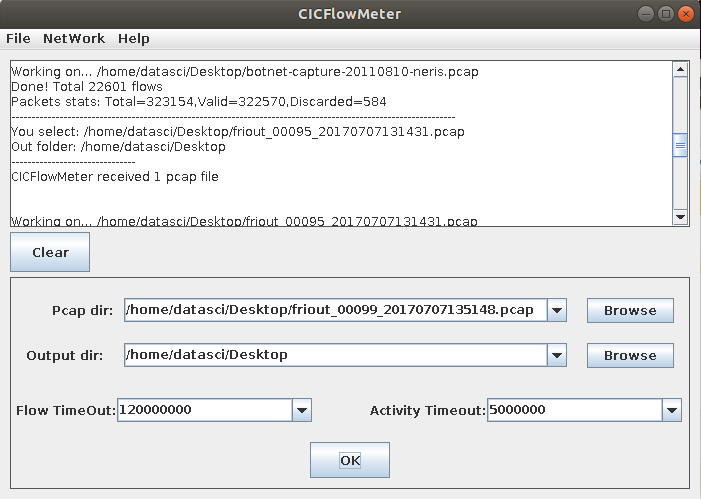 CICFlowMeter
File NetWork Help
Working on... /home/datasci/Desktop/botnet-capture-20110810-neris.pcap
Done! Total 22601 flows
Packets stats: Total=323154,Valid=322570,Discarded=584
--------------------------------------------------------------------------------------------------------------
You select: /home/datasci/Desktop/friout_00095_20170707131431.pcap
Out folder: /home/datasci/Desktop
-------------------------------
CICFlowMeter received 1 pcap file
Working on... /home/datasci/Desktop/friout_00095_20170707131431.pcap
Clear
Pcap dir: /home/datasci/Desktop/friout_00099_20170707135148.pcap Browse
Output dir: /home/datasci/Desktop Browse
Flow TimeOut: 120000000 Activity Timeout: 5000000
OK